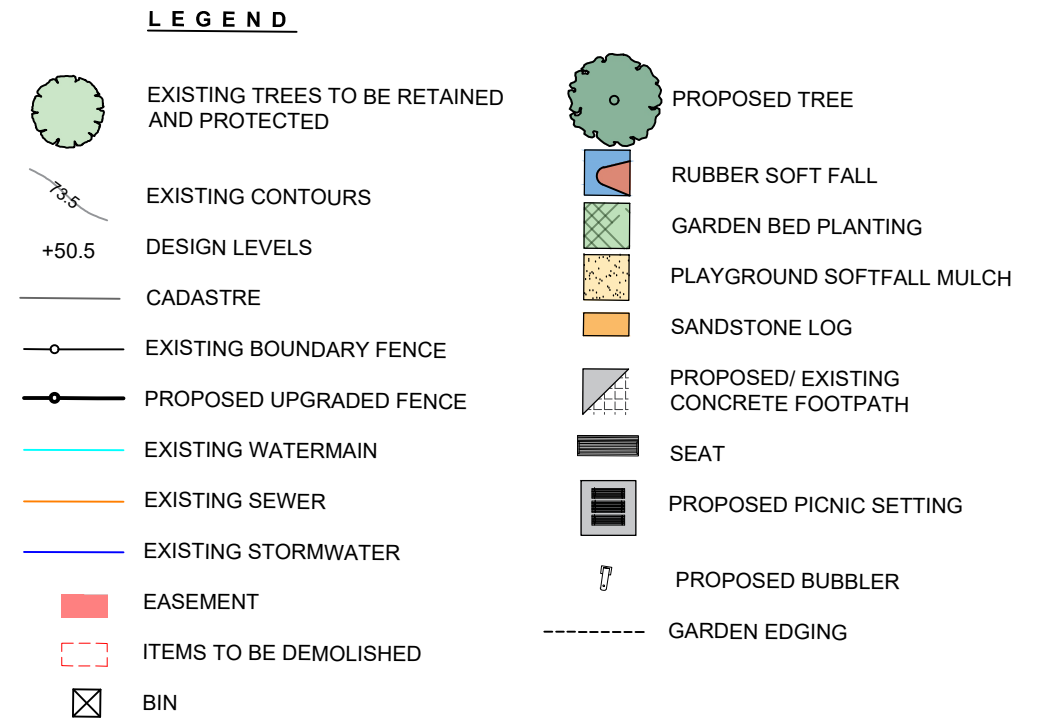 LEGEND
EXISTING TREES TO BE RETAINED
AND PROTECTED
73.5
EXISTING CONTOURS
+50.5
DESIGN LEVELS
CADASTRE
EXISTING BOUNDARY FENCE
PROPOSED UPGRADED FENCE
EXISTING WATERMAIN
EXISTING SEWER
EXISTING STORMWATER
EASEMENT
ITEMS TO BE DEMOLISHED
BIN
PROPOSED TREE
RUBBER SOFT FALL
GARDEN BED PLANTING
PLAYGROUND SOFTFALL MULCH
SANDSTONE LOG
PROPOSED/ EXISTING
CONCRETE FOOTPATH
SEAT
PROPOSED PICNIC SETTING
PROPOSED BUBBLER
GARDEN EDGING